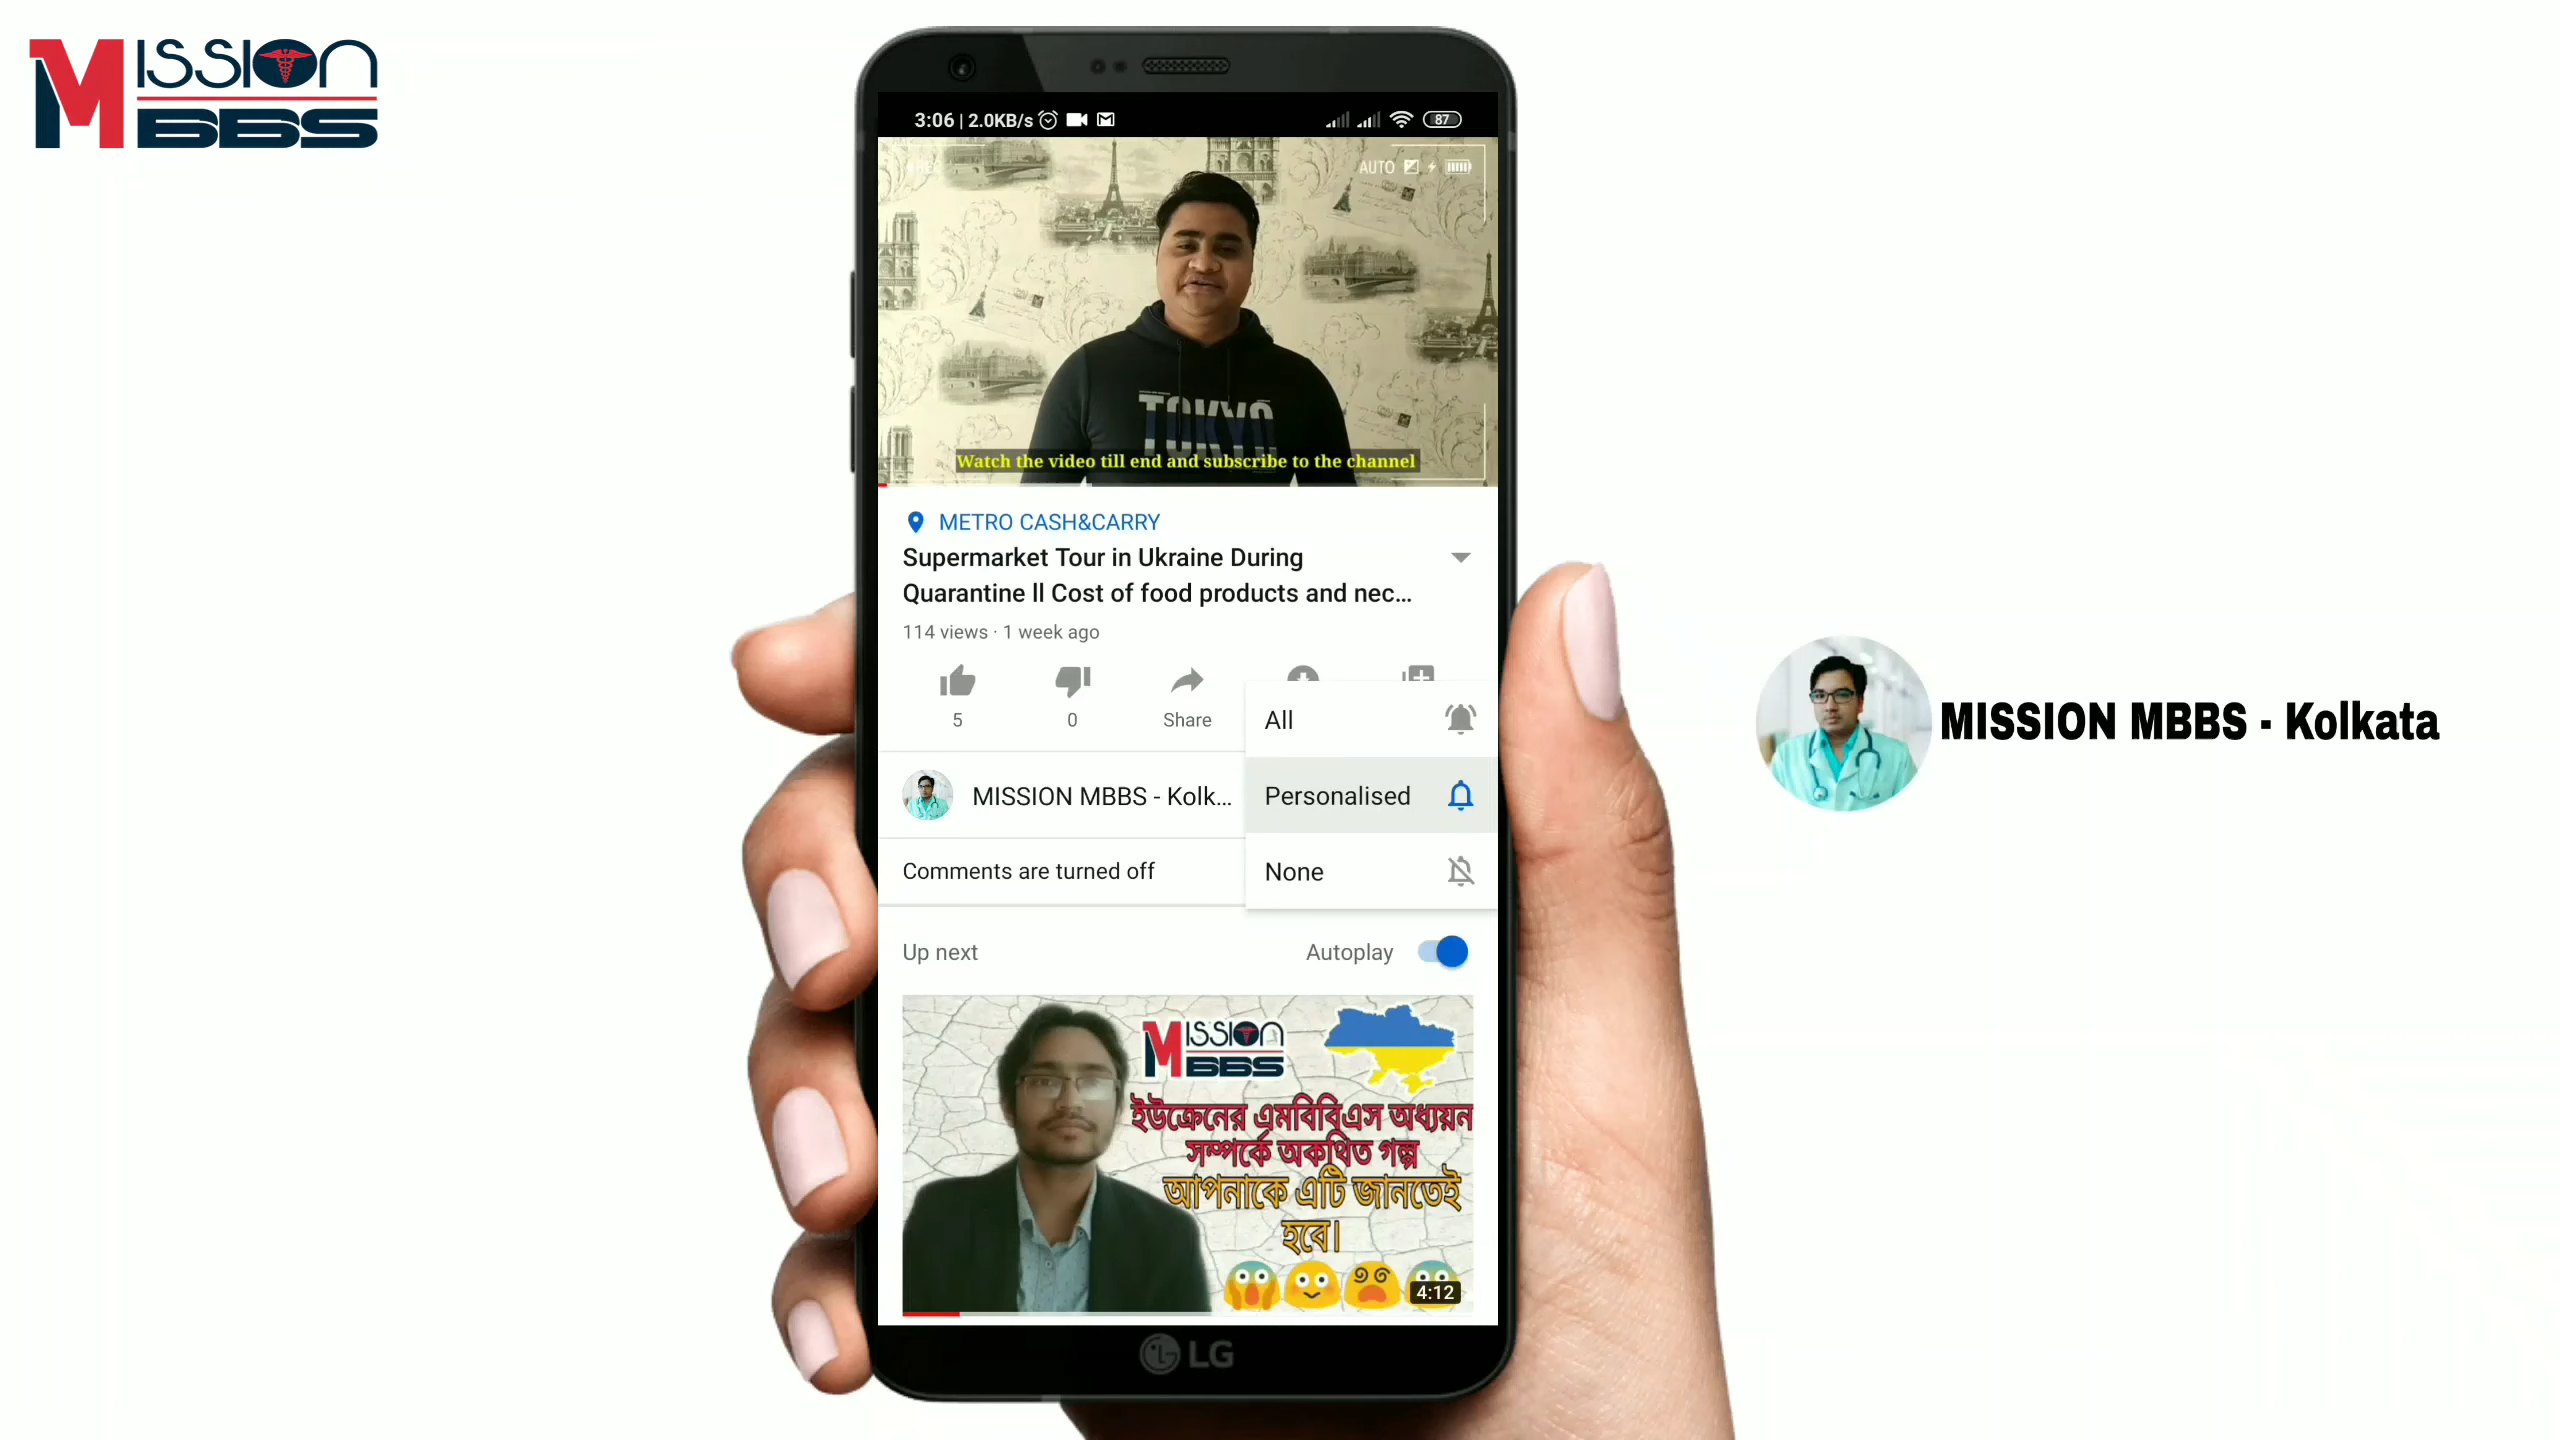 MISSION
MBBS
3:06 | 2.0KB/s
87
AUTO
TOKYO
Watch the video till end and subscribe to the channel
METRO CASH&CARRY
Supermarket Tour in Ukraine During
Quarantine ll Cost of food products and nec...
114 views · 1 week ago
5
0
Share
All
MISSION MBBS - Kolk...
Personalised
Comments are turned off
None
Up next
Autoplay
MISSION
MBBS
ইউক্রেনের এমবিবিএস অধ্যয়ন
সম্পর্কে অকথিত গল্প
আপনাকে এটি জানতেই
হবে।
4:12
LG
MISSION MBBS - Kolkata